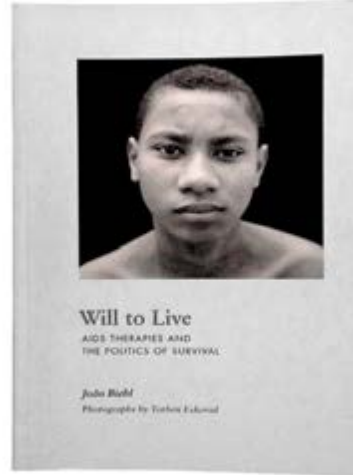 Will to Live
AIDS THERAPIES AND
THE POLITICS OF SURVIVAL
João Biehl
Photographs by Torben Eskerod